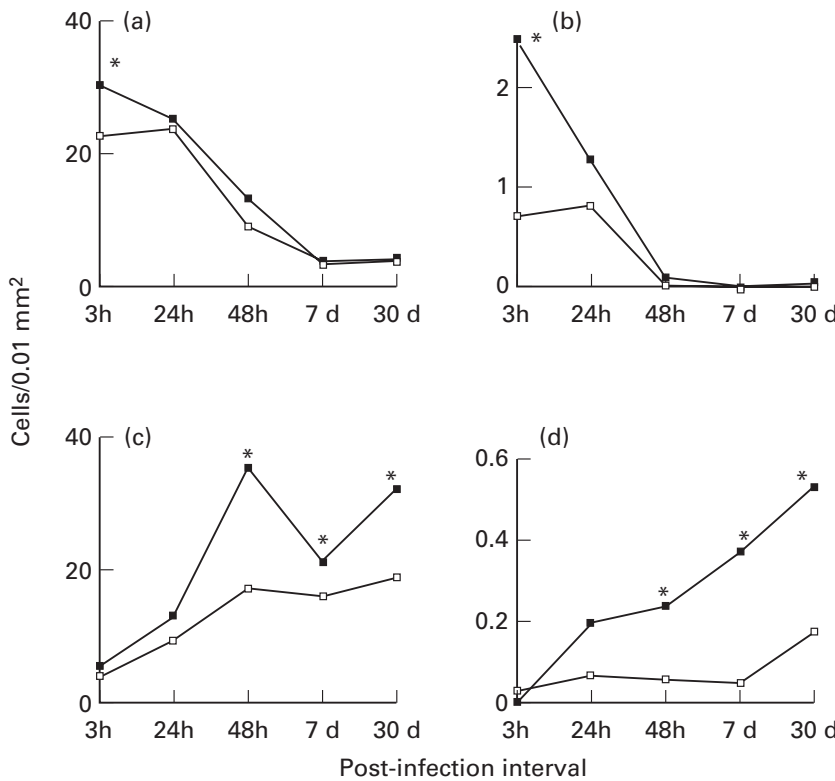 (a)
40
20
0
*
3h 24h 48h 7 d 30 d
(b)
2
1
0
*
3h 24h 48h 7 d 30 d
Cells/0.01 mm²
(c)
40
20
0
* * *
3h 24h 48h 7 d 30 d
(d)
0.6
0.4
0.2
0
* * *
3h 24h 48h 7 d 30 d
Post-infection interval